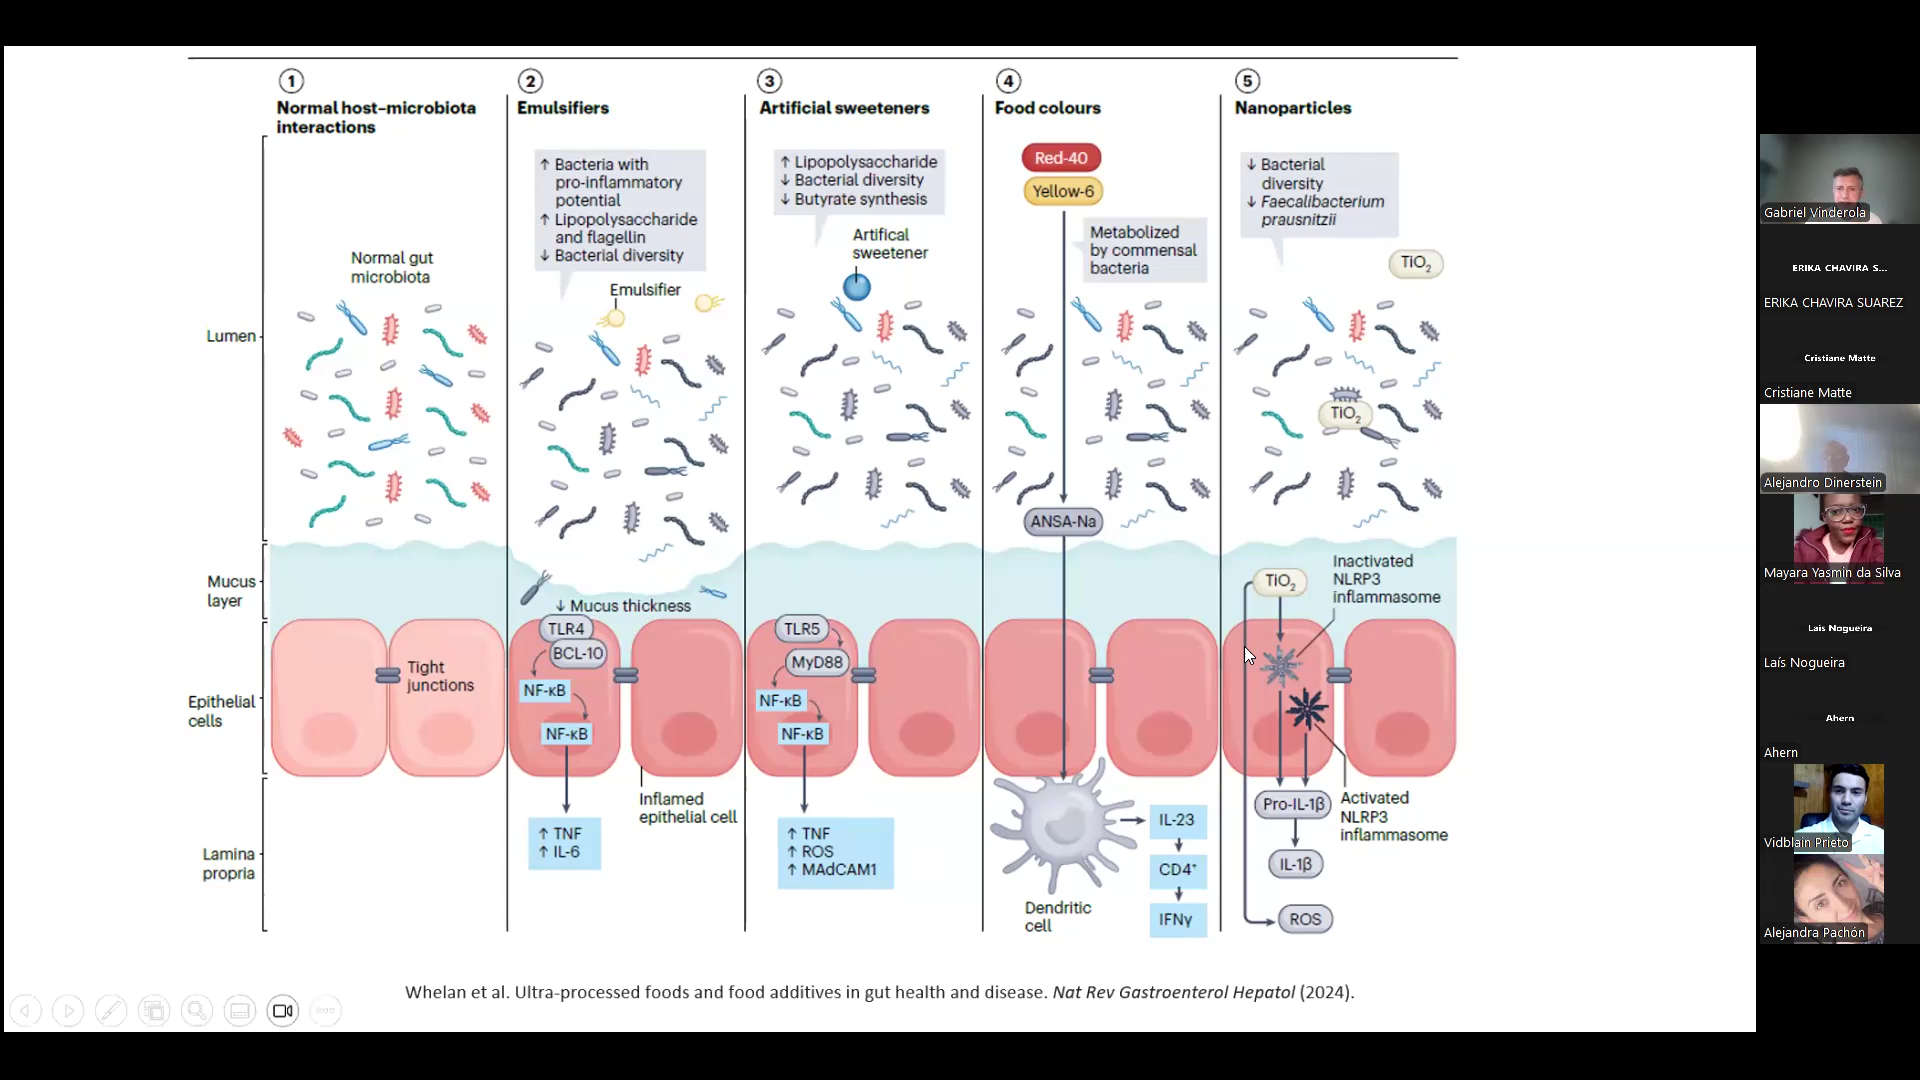 1
Normal host–microbiota
interactions
2
Emulsifiers
3
Artificial sweeteners
4
Food colours
5
Nanoparticles
Lumen
Mucus
layer
Epithelial
cells
Lamina
propria
Normal gut
microbiota
Tight
junctions
↑ Bacteria with
pro-inflammatory
potential
↑ Lipopolysaccharide
and flagellin
↓ Bacterial diversity
Emulsifier
↓ Mucus thickness
TLR4
BCL-10
NF-κB
NF-κB
↑ TNF
↑ IL-6
Inflamed
epithelial cell
↑ Lipopolysaccharide
↓ Bacterial diversity
↓ Butyrate synthesis
Artifical
sweetener
TLR5
MyD88
NF-κB
NF-κB
↑ TNF
↑ ROS
↑ MAdCAM1
Red-40
Yellow-6
Metabolized
by commensal
bacteria
ANSA-Na
Dendritic
cell
IL-23
CD4⁺
IFNγ
↓ Bacterial
diversity
↓ Faecalibacterium
prausnitzii
TiO₂
TiO₂
TiO₂
Inactivated
NLRP3
inflammasome
Pro-IL-1β
IL-1β
ROS
Activated
NLRP3
inflammasome
Whelan et al. Ultra-processed foods and food additives in gut health and disease. Nat Rev Gastroenterol Hepatol (2024).
Gabriel Vinderola
ERIKA CHAVIRA S...
ERIKA CHAVIRA SUAREZ
Cristiane Matte
Cristiane Matte
Alejandro Dinerstein
Mayara Yasmin da Silva
Lais Nogueira
Laís Nogueira
Ahern
Ahern
Vidblain Prieto
Alejandra Pachón